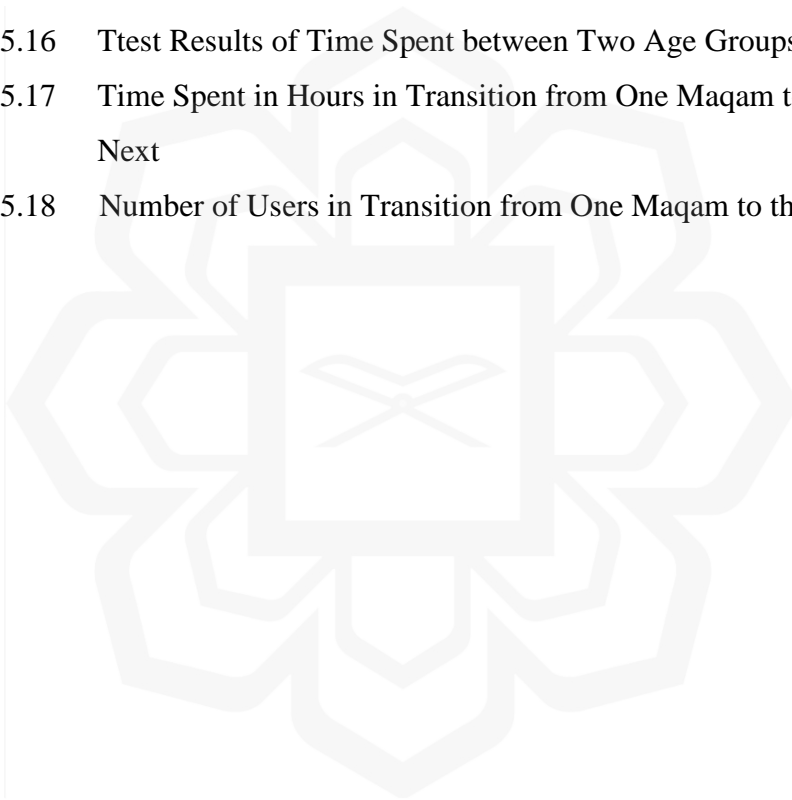 5.16 Ttest Results of Time Spent between Two Age Groups
5.17 Time Spent in Hours in Transition from One Maqam
Next
5.18 Number of Users in Transition from One Maqam to